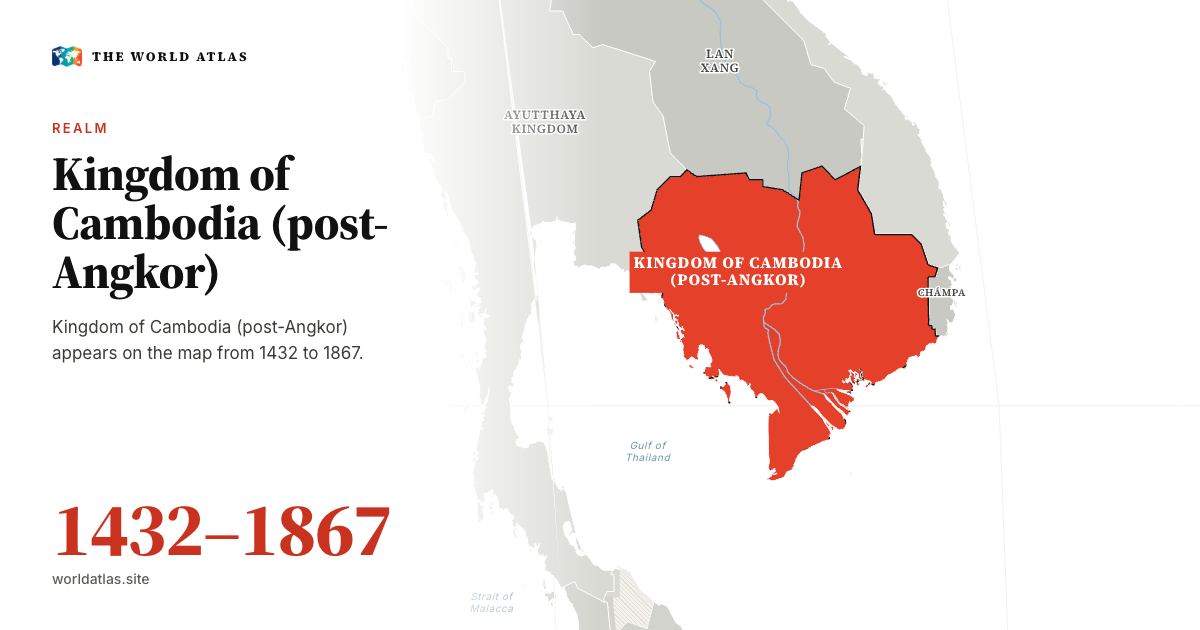 THE WORLD ATLAS
REALM
Kingdom of
Cambodia (post-
Angkor)
Kingdom of Cambodia (post-Angkor)
appears on the map from 1432 to 1867.
1432–1867
worldatlas.site
LAN
XANG
AYUTTHAYA
KINGDOM
KINGDOM OF CAMBODIA
(POST-ANGKOR)
CHÁMPA
Gulf of
Thailand
Strait of
Malacca